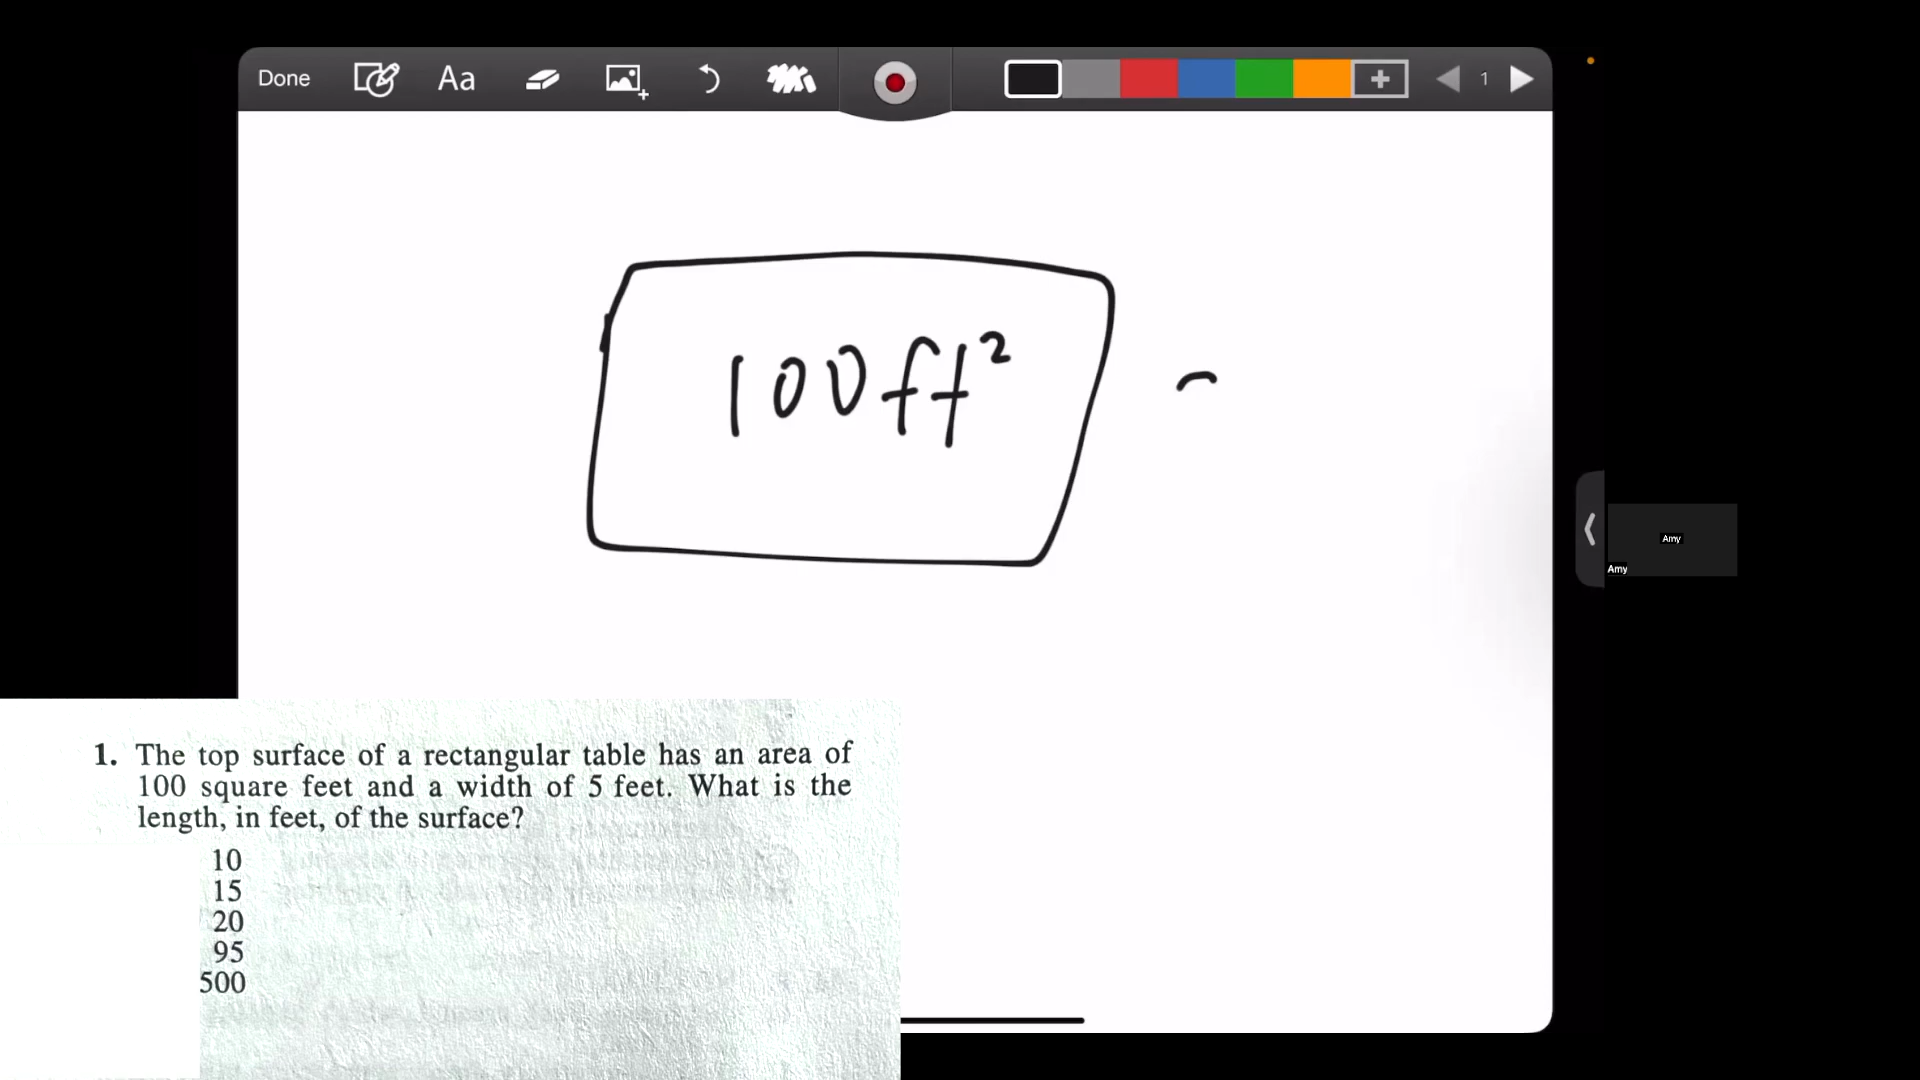 Done
Aa
1
100ft²
Amy
Amy
1. The top surface of a rectangular table has an area of
100 square feet and a width of 5 feet. What is the
length, in feet, of the surface?
10
15
20
95
500